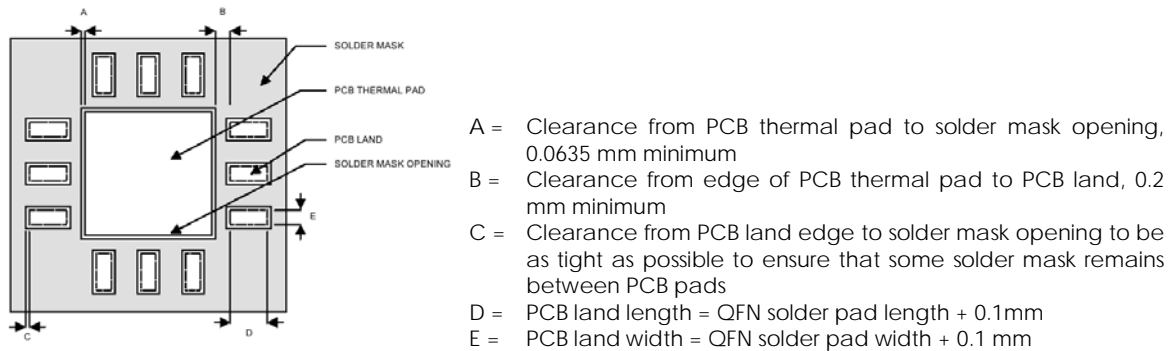 A
B
SOLDER MASK
PCB THERMAL PAD
PCB LAND
SOLDER MASK OPENING
E
C
D
A = Clearance from PCB thermal pad to solder mask opening,
0.0635 mm minimum
B = Clearance from edge of PCB thermal pad to PCB land, 0.2
mm minimum
C = Clearance from PCB land edge to solder mask opening to be
as tight as possible to ensure that some solder mask remains
between PCB pads
D = PCB land length = QFN solder pad length + 0.1mm
E = PCB land width = QFN solder pad width + 0.1 mm